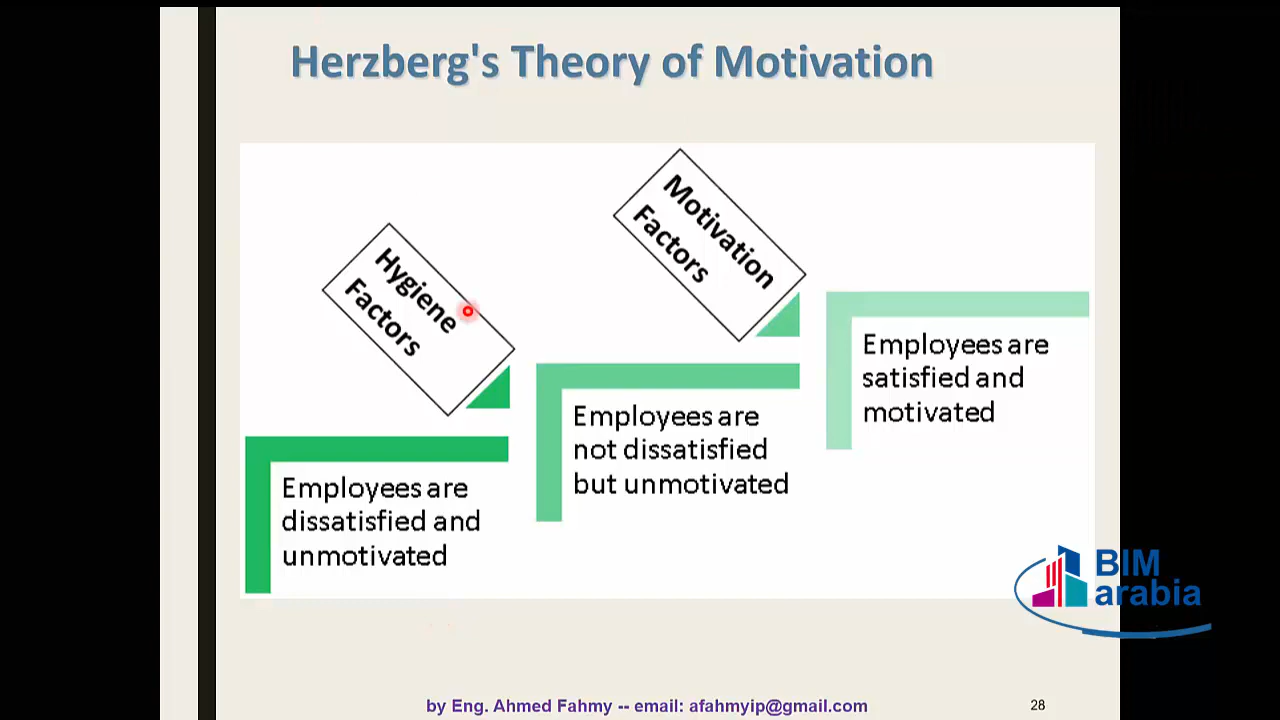 Herzberg's Theory of Motivation
Hygiene
Factors
Motivation
Factors
Employees are
dissatisfied and
unmotivated
Employees are
not dissatisfied
but unmotivated
Employees are
satisfied and
motivated
BIM
arabia
by Eng. Ahmed Fahmy -- email: afahmyip@gmail.com
28